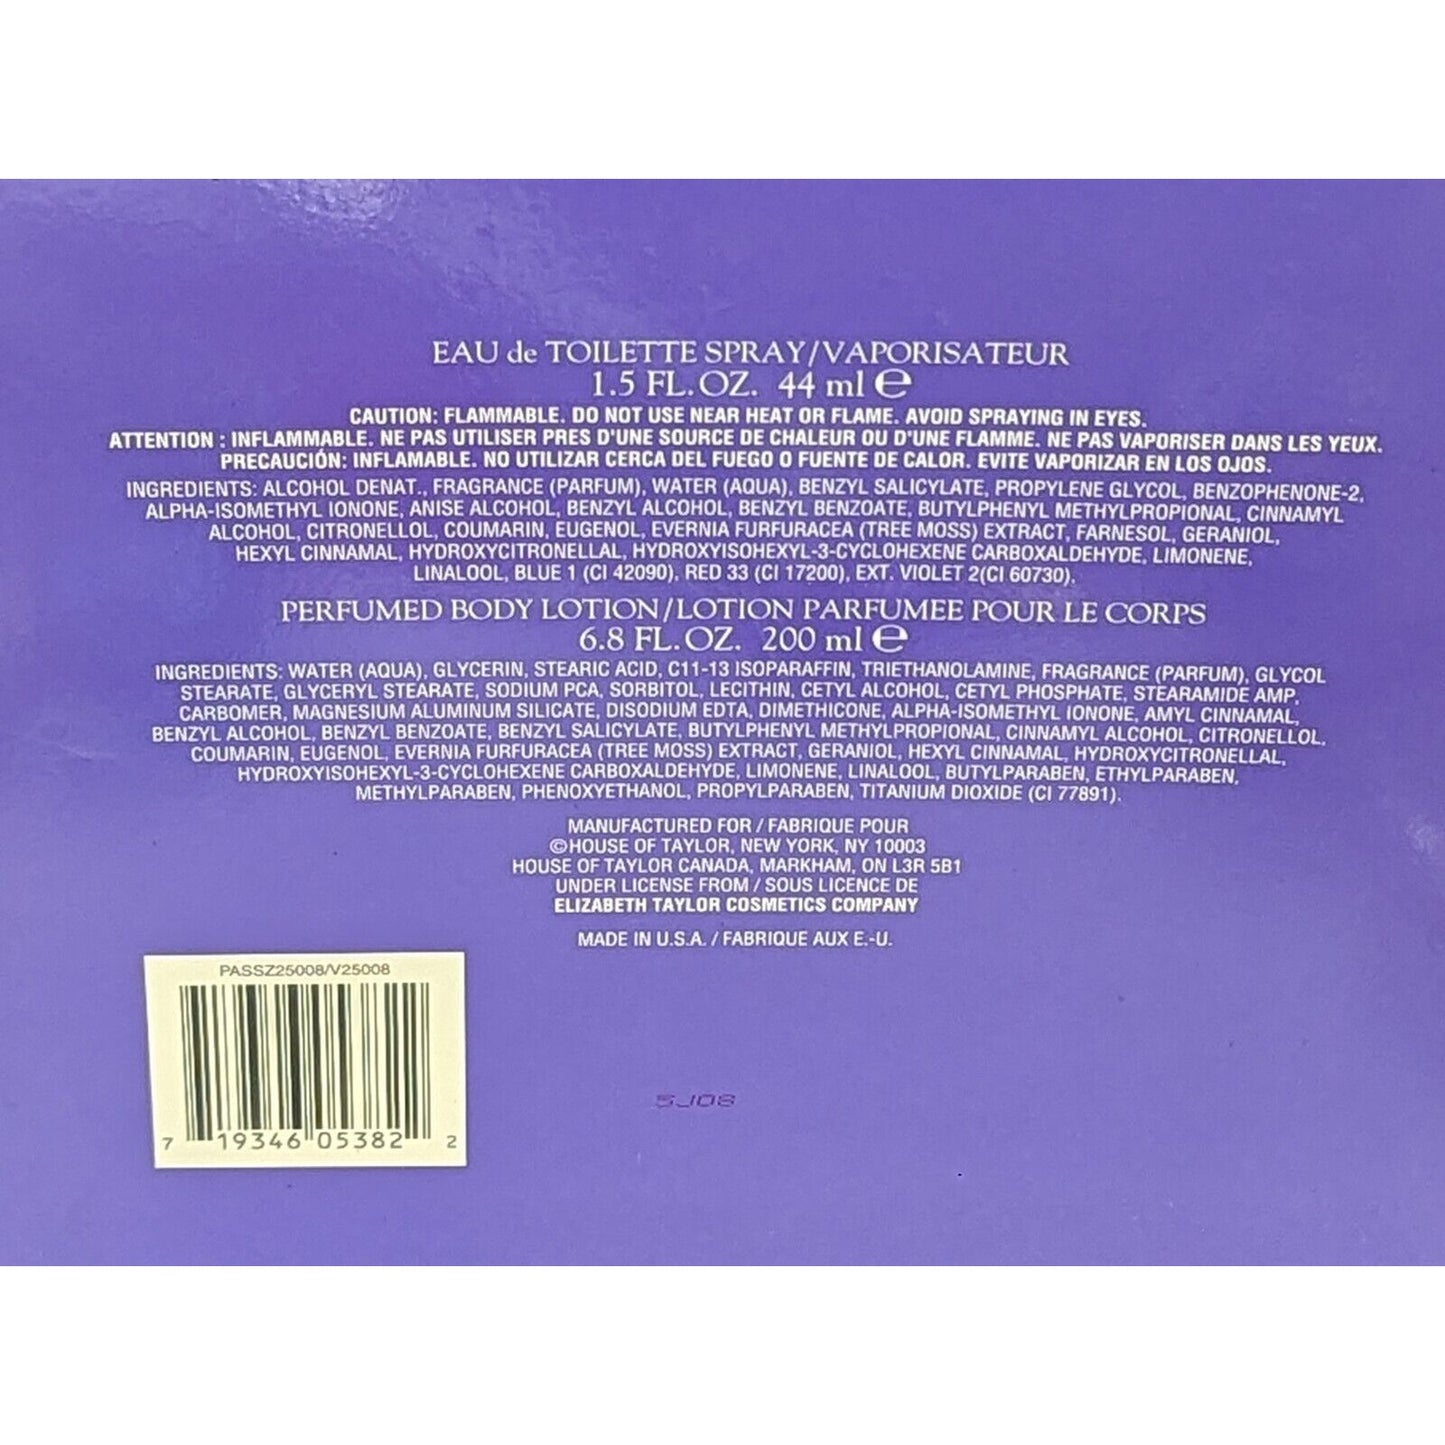 EAU de TOILETTE SPRAY/VAPORISATEUR
1.5 FL.OZ. 44 ml ℮
CAUTION: FLAMMABLE. DO NOT USE NEAR HEAT OR FLAME. AVOID SPRAYING IN EYES.
ATTENTION : INFLAMMABLE. NE PAS UTILISER PRES D'UNE SOURCE DE CHALEUR OU D'UNE FLAMME. NE PAS VAPORISER DANS LES YEUX.
PRECAUCIÓN: INFLAMABLE. NO UTILIZAR CERCA DEL FUEGO O FUENTE DE CALOR. EVITE VAPORIZAR EN LOS OJOS.
INGREDIENTS: ALCOHOL DENAT., FRAGRANCE (PARFUM), WATER (AQUA), BENZYL SALICYLATE, PROPYLENE GLYCOL, BENZOPHENONE-2,
ALPHA-ISOMETHYL IONONE, ANISE ALCOHOL, BENZYL ALCOHOL, BENZYL BENZOATE, BUTYLPHENYL METHYLPROPIONAL, CINNAMYL
ALCOHOL, CITRONELLOL, COUMARIN, EUGENOL, EVERNIA FURFURACEA (TREE MOSS) EXTRACT, FARNESOL, GERANIOL,
HEXYL CINNAMAL, HYDROXYCITRONELLAL, HYDROXYISOHEXYL-3-CYCLOHEXENE CARBOXALDEHYDE, LIMONENE,
LINALOOL, BLUE 1 (CI 42090), RED 33 (CI 17200), EXT. VIOLET 2(CI 60730).
PERFUMED BODY LOTION/LOTION PARFUMEE POUR LE CORPS
6.8 FL.OZ. 200 ml ℮
INGREDIENTS: WATER (AQUA), GLYCERIN, STEARIC ACID, C11-13 ISOPARAFFIN, TRIETHANOLAMINE, FRAGRANCE (PARFUM), GLYCOL
STEARATE, GLYCERYL STEARATE, SODIUM PCA, SORBITOL, LECITHIN, CETYL ALCOHOL, CETYL PHOSPHATE, STEARAMIDE AMP,
CARBOMER, MAGNESIUM ALUMINUM SILICATE, DISODIUM EDTA, DIMETHICONE, ALPHA-ISOMETHYL IONONE, AMYL CINNAMAL,
BENZYL ALCOHOL, BENZYL BENZOATE, BENZYL SALICYLATE, BUTYLPHENYL METHYLPROPIONAL, CINNAMYL ALCOHOL, CITRONELLOL,
COUMARIN, EUGENOL, EVERNIA FURFURACEA (TREE MOSS) EXTRACT, GERANIOL, HEXYL CINNAMAL, HYDROXYCITRONELLAL,
HYDROXYISOHEXYL-3-CYCLOHEXENE CARBOXALDEHYDE, LIMONENE, LINALOOL, BUTYLPARABEN, ETHYLPARABEN,
METHYLPARABEN, PHENOXYETHANOL, PROPYLPARABEN, TITANIUM DIOXIDE (CI 77891).
MANUFACTURED FOR / FABRIQUE POUR
©HOUSE OF TAYLOR, NEW YORK, NY 10003
HOUSE OF TAYLOR CANADA, MARKHAM, ON L3R 5B1
UNDER LICENSE FROM / SOUS LICENCE DE
ELIZABETH TAYLOR COSMETICS COMPANY
MADE IN U.S.A. / FABRIQUE AUX E.-U.
PASSZ25008/V25008
7 19346 05382 2
5J08